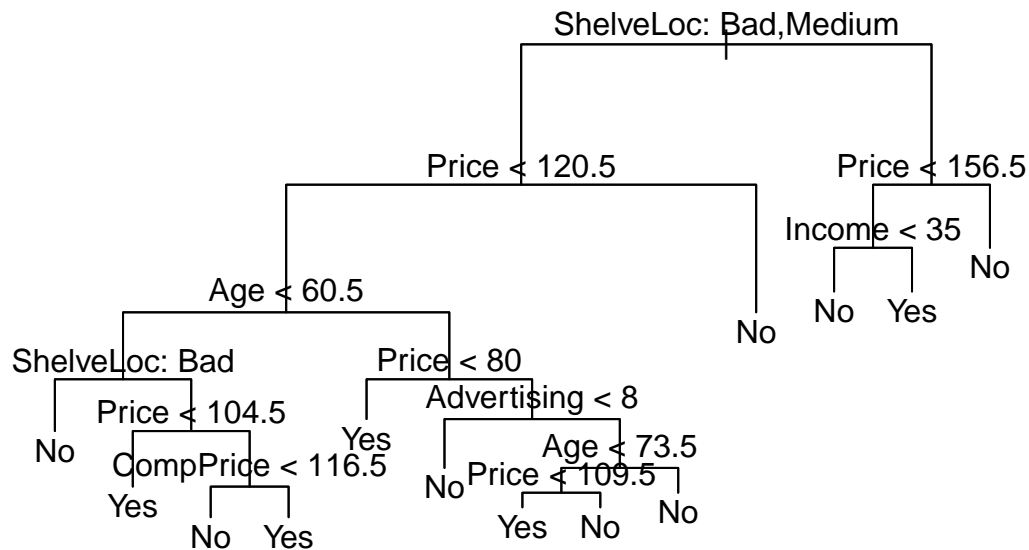 ShelveLoc: Bad,Medium
Price < 120.5
Price < 156.5
Income < 35
No
No
Yes
Age < 60.5
No
ShelveLoc: Bad
Price < 80
Advertising < 8
Price < 104.5
Yes
No
Age < 73.5
CompPrice < 116.5
Price < 109.5
No
Yes
No
No
Yes
Yes
No